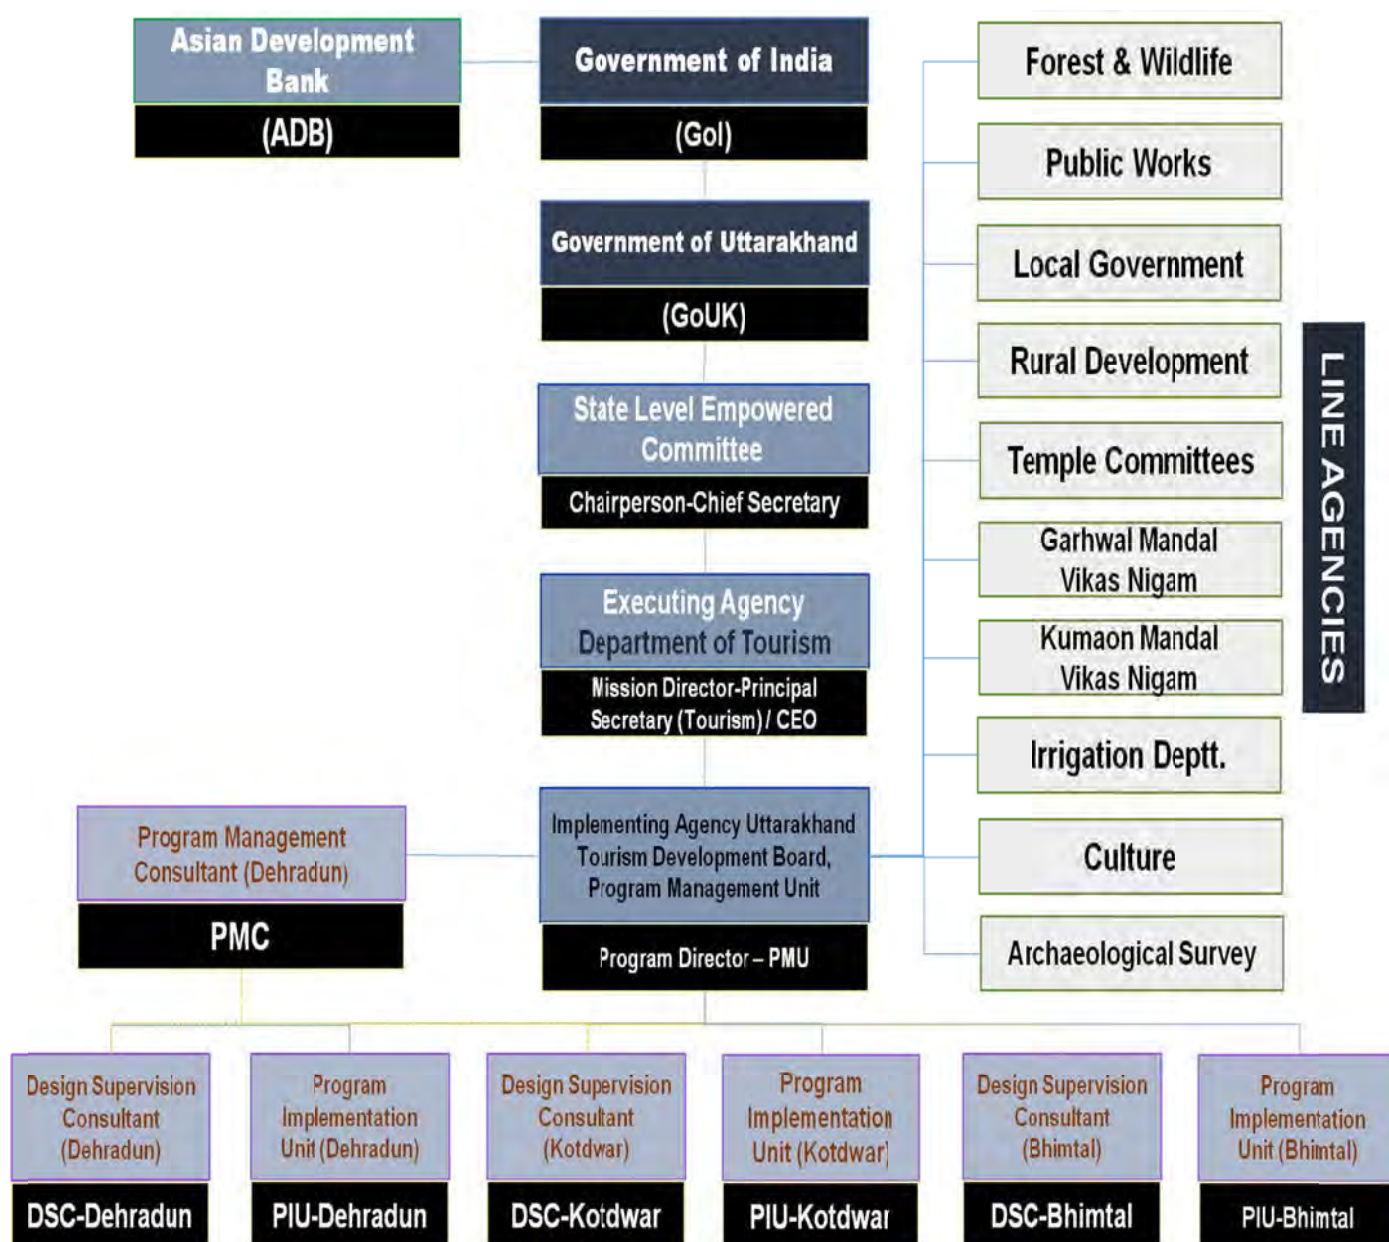 Asian Development
Bank
(ADB)
Government of India
(GoI)
Government of Uttarakhand
(GoUK)
State Level Empowered
Committee
Chairperson-Chief Secretary
Executing Agency
Department of Tourism
Mission Director-Principal
Secretary (Tourism) / CEO
Implementing Agency Uttarakhand
Tourism Development Board,
Program Management Unit
Program Director – PMU
Program Management
Consultant (Dehradun)
PMC
Forest & Wildlife
Public Works
Local Government
Rural Development
Temple Committees
Garhwal Mandal
Vikas Nigam
Kumaon Mandal
Vikas Nigam
Irrigation Deptt.
Culture
Archaeological Survey
LINE AGENCIES
Design Supervision
Consultant
(Dehradun)
DSC-Dehradun
Program
Implementation
Unit (Dehradun)
PIU-Dehradun
Design Supervision
Consultant
(Kotdwar)
DSC-Kotdwar
Program
Implementation
Unit (Kotdwar)
PIU-Kotdwar
Design Supervision
Consultant
(Bhimtal)
DSC-Bhimtal
Program
Implementation
Unit (Bhimtal)
PIU-Bhimtal